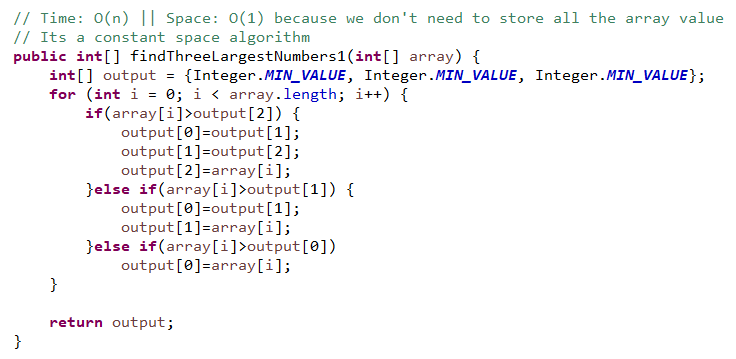 // Time: O(n) || Space: O(1) because we don't need to store all the array value
// Its a constant space algorithm
public int[] findThreeLargestNumbers1(int[] array) {
    int[] output = {Integer.MIN_VALUE, Integer.MIN_VALUE, Integer.MIN_VALUE};
    for (int i = 0; i < array.length; i++) {
        if(array[i]>output[2]) {
            output[0]=output[1];
            output[1]=output[2];
            output[2]=array[i];
        }else if(array[i]>output[1]) {
            output[0]=output[1];
            output[1]=array[i];
        }else if(array[i]>output[0])
            output[0]=array[i];
    }

    return output;
}